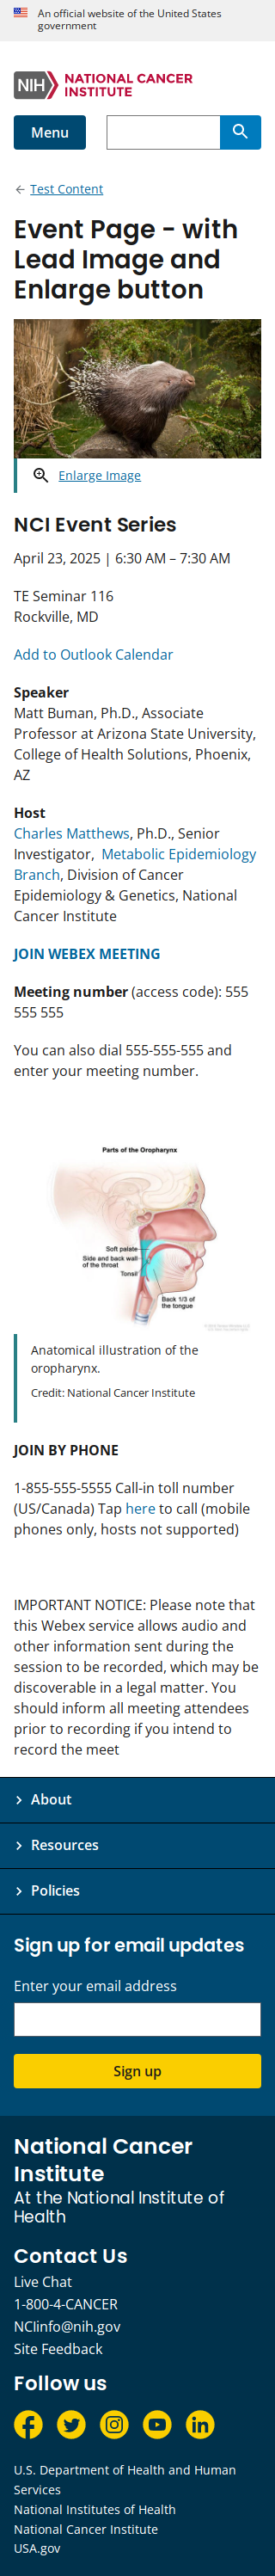 An official website of the United States
government
NIH NATIONAL CANCER
INSTITUTE
Menu
Test Content
Event Page - with
Lead Image and
Enlarge button
Enlarge Image
NCI Event Series
April 23, 2025 | 6:30 AM – 7:30 AM
TE Seminar 116
Rockville, MD
Add to Outlook Calendar
Speaker
Matt Buman, Ph.D., Associate
Professor at Arizona State University,
College of Health Solutions, Phoenix,
AZ
Host
Charles Matthews, Ph.D., Senior
Investigator,  Metabolic Epidemiology
Branch, Division of Cancer
Epidemiology & Genetics, National
Cancer Institute
JOIN WEBEX MEETING
Meeting number (access code): 555
555 555
You can also dial 555-555-555 and
enter your meeting number.
Parts of the Oropharynx
Soft palate
Side and back wall
of the throat
Tonsil
Back 1/3 of
the tongue
Anatomical illustration of the
oropharynx.
Credit: National Cancer Institute
JOIN BY PHONE
1-855-555-5555 Call-in toll number
(US/Canada) Tap here to call (mobile
phones only, hosts not supported)
IMPORTANT NOTICE: Please note that
this Webex service allows audio and
other information sent during the
session to be recorded, which may be
discoverable in a legal matter. You
should inform all meeting attendees
prior to recording if you intend to
record the meet
About
Resources
Policies
Sign up for email updates
Enter your email address
Sign up
National Cancer
Institute
At the National Institute of
Health
Contact Us
Live Chat
1-800-4-CANCER
NCIinfo@nih.gov
Site Feedback
Follow us
U.S. Department of Health and Human
Services
National Institutes of Health
National Cancer Institute
USA.gov